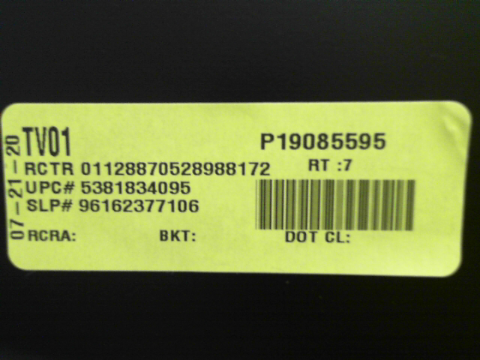 07-21-20
TV01
P19085595
RCTR 01128870528988172
RT :7
UPC# 5381834095
SLP# 96162377106
RCRA:
BKT:
DOT CL: